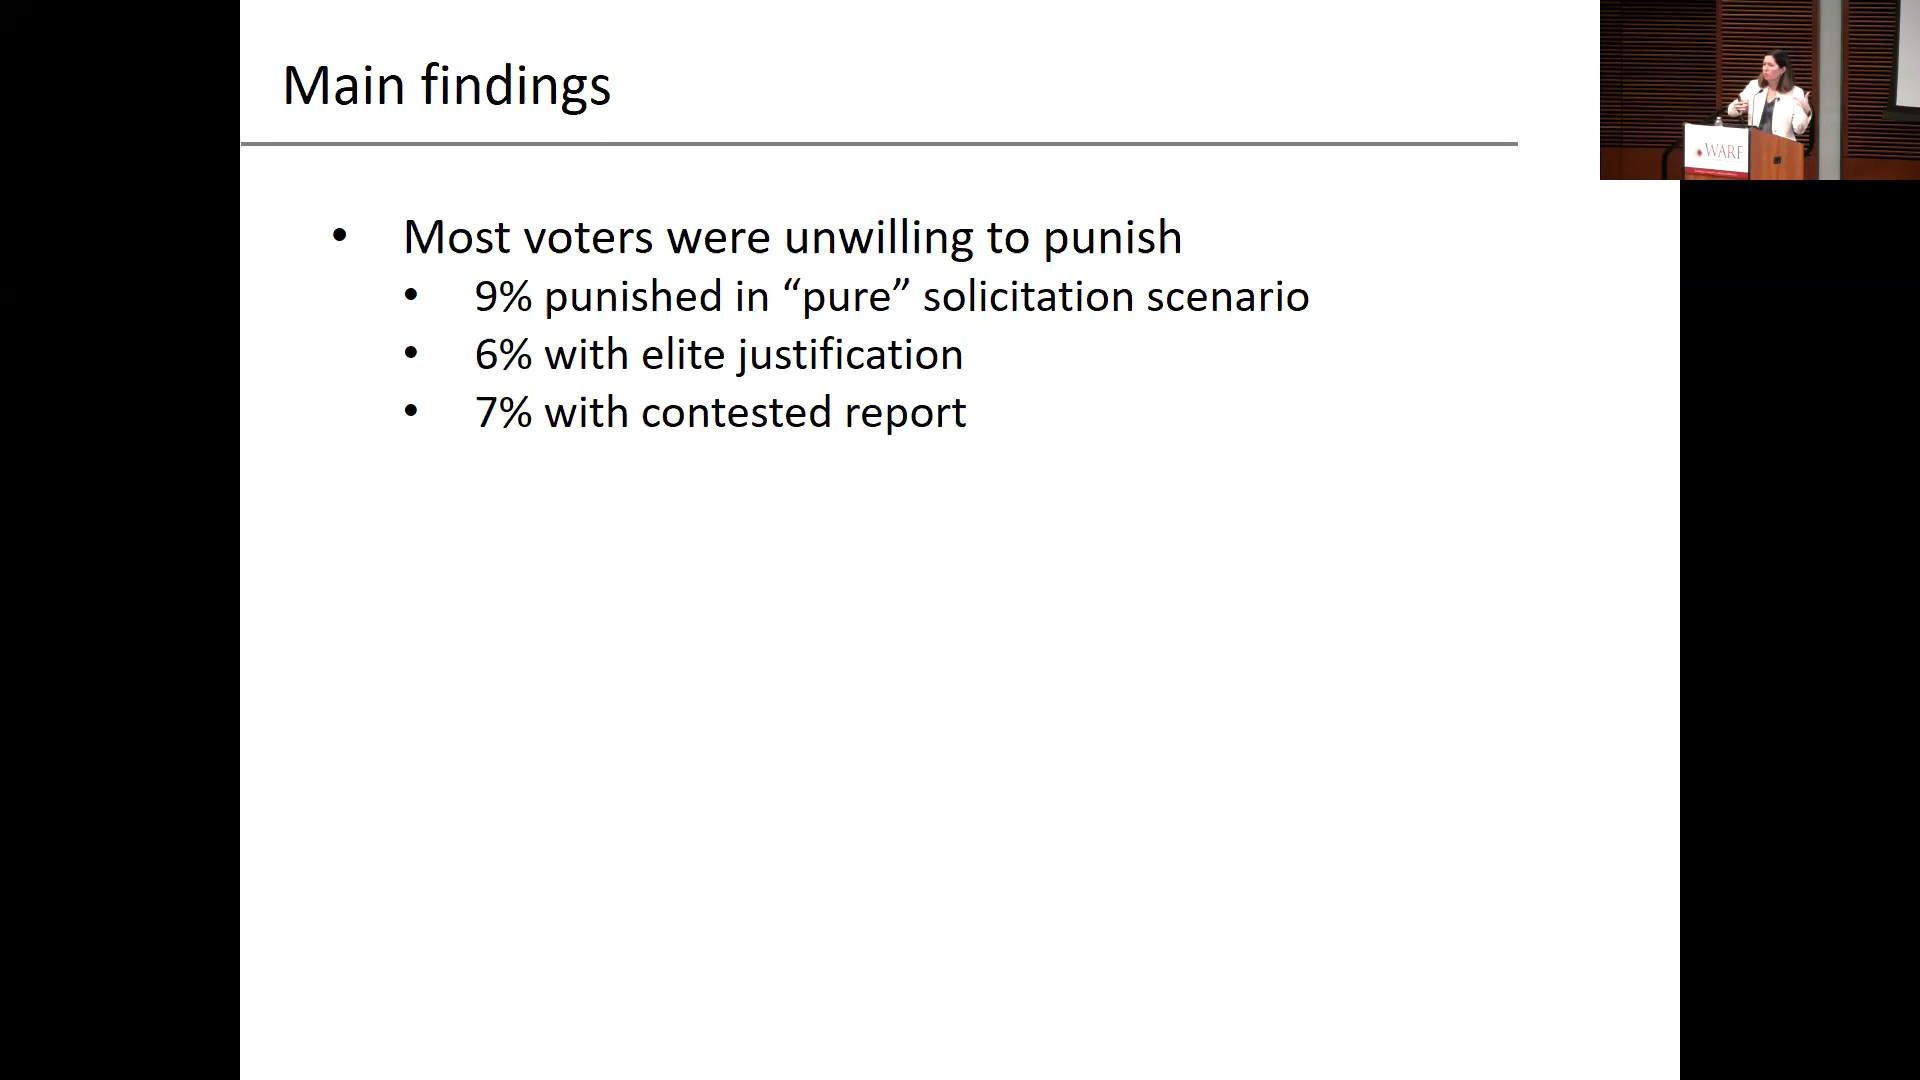 Main findings
• Most voters were unwilling to punish
• 9% punished in “pure” solicitation scenario
• 6% with elite justification
• 7% with contested report
WARF